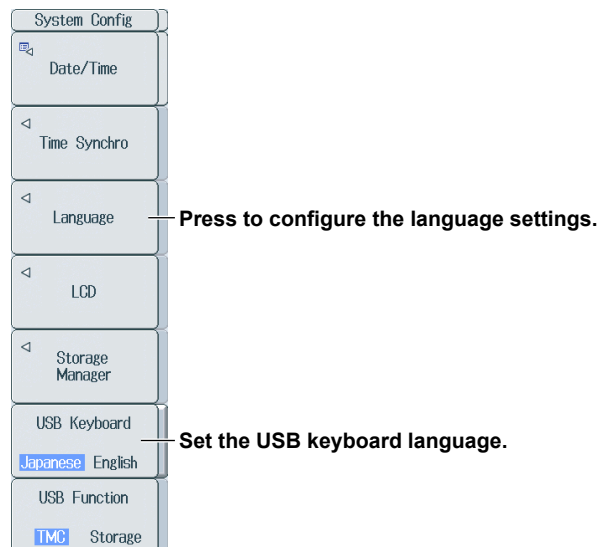 System Config
Date/Time
Time Synchro
Language
Press to configure the language settings.
LCD
Storage
Manager
USB Keyboard
Set the USB keyboard language.
Japanese English
USB Function
TMC Storage